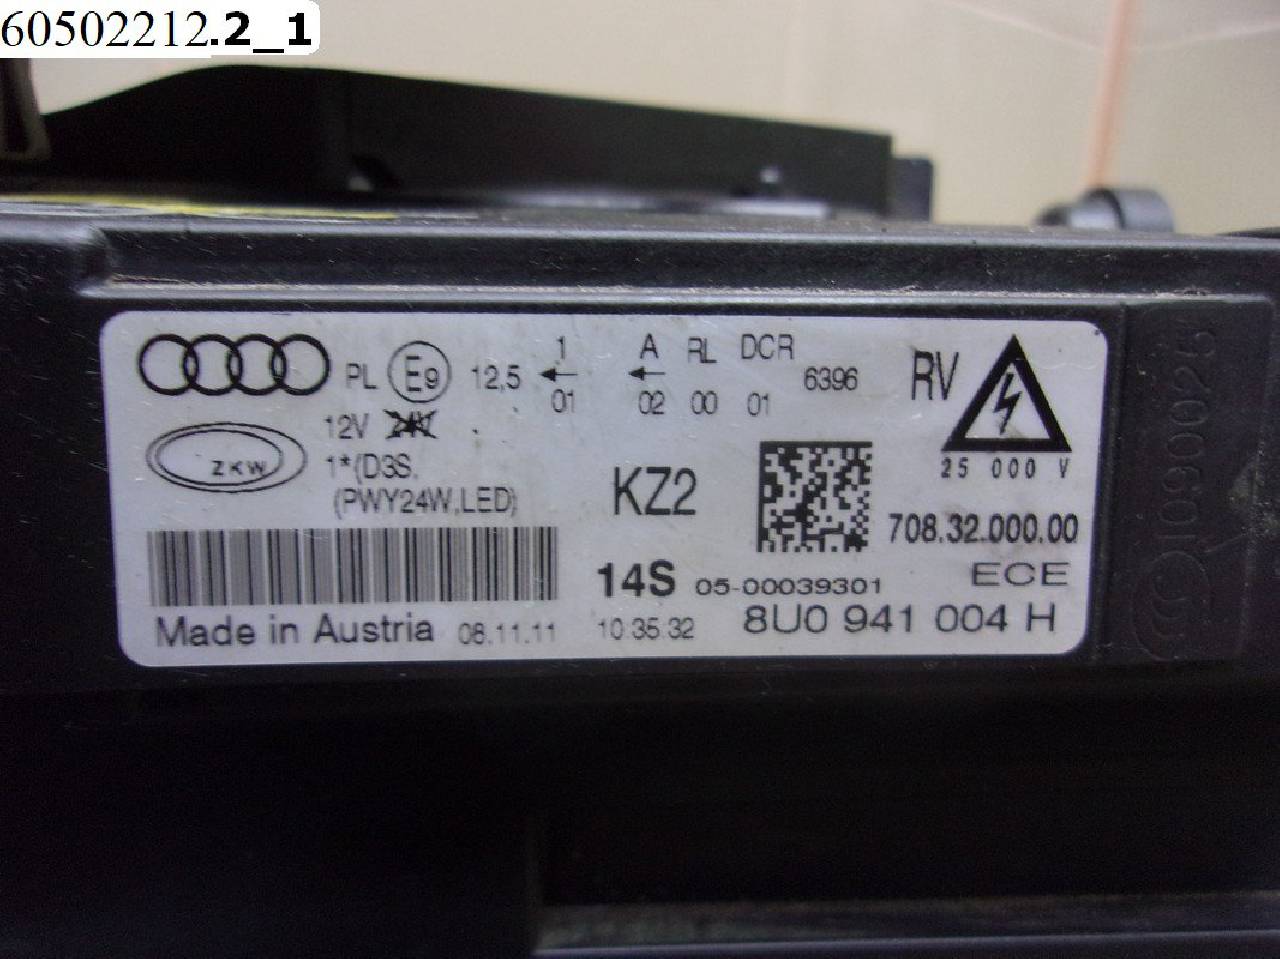 60502212.2_1
PL E9 12,5 1 A RL DCR 6396 RV
01 02 00 01
12V 24V
ZKW 1*(D3S.
(PWY24W,LED)
KZ2
25 000 V
708.32.000.00
14S 05-00039301 ECE
Made in Austria 08.11.11 10 35.32 8U0 941 004 H
1090025